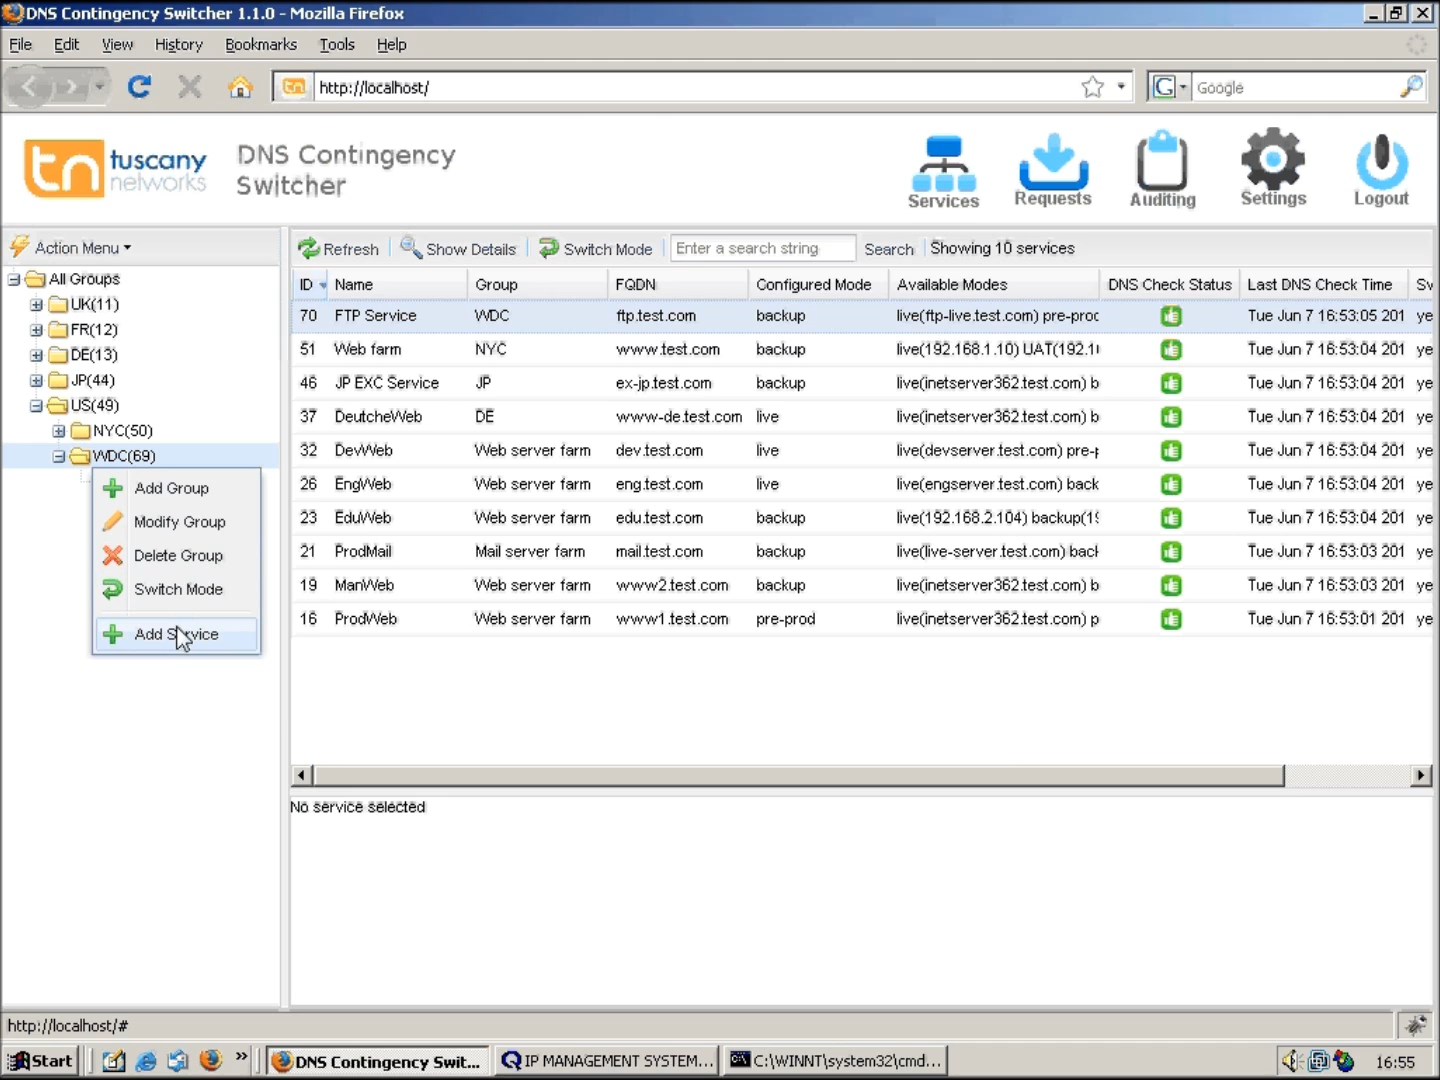 DNS Contingency Switcher 1.1.0 - Mozilla Firefox
File Edit View History Bookmarks Tools Help
http://localhost/
G Google
tn tuscany networks
DNS Contingency Switcher
Services Requests Auditing Settings Logout
Action Menu
Refresh Show Details Switch Mode Enter a search string Search Showing 10 services
All Groups
UK(11)
FR(12)
DE(13)
JP(44)
US(49)
NYC(50)
WDC(69)
Add Group
Modify Group
Delete Group
Switch Mode
Add Service
ID Name Group FQDN Configured Mode Available Modes DNS Check Status Last DNS Check Time Sv
70 FTP Service WDC ftp.test.com backup live(ftp-live.test.com) pre-proc Tue Jun 7 16:53:05 201 ye
51 Web farm NYC www.test.com backup live(192.168.1.10) UAT(192.1 Tue Jun 7 16:53:04 201 ye
46 JP EXC Service JP ex-jp.test.com backup live(inetserver362.test.com) b Tue Jun 7 16:53:04 201 ye
37 DeutcheWeb DE www-de.test.com live live(inetserver362.test.com) b Tue Jun 7 16:53:04 201 ye
32 DevWeb Web server farm dev.test.com live live(devserver.test.com) pre-p Tue Jun 7 16:53:04 201 ye
26 EngWeb Web server farm eng.test.com live live(engserver.test.com) back Tue Jun 7 16:53:04 201 ye
23 EduWeb Web server farm edu.test.com backup live(192.168.2.104) backup(19 Tue Jun 7 16:53:04 201 ye
21 ProdMail Mail server farm mail.test.com backup live(live-server.test.com) back Tue Jun 7 16:53:03 201 ye
19 ManWeb Web server farm www2.test.com backup live(inetserver362.test.com) b Tue Jun 7 16:53:03 201 ye
16 ProdWeb Web server farm www1.test.com pre-prod live(inetserver362.test.com) p Tue Jun 7 16:53:01 201 ye
No service selected
http://localhost/#
Start » DNS Contingency Swit... IP MANAGEMENT SYSTEM... C:\WINNT\system32\cmd... 16:55